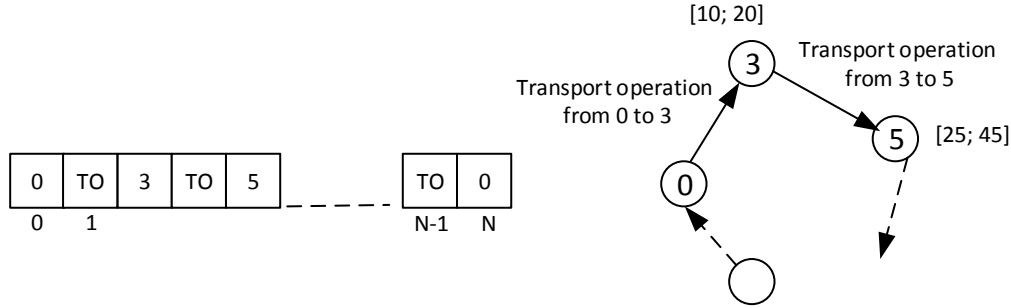 [10; 20]
3
Transport operation
from 3 to 5
Transport operation
from 0 to 3
5 [25; 45]
0 TO 3 TO 5 TO 0
0
0 1 N-1 N